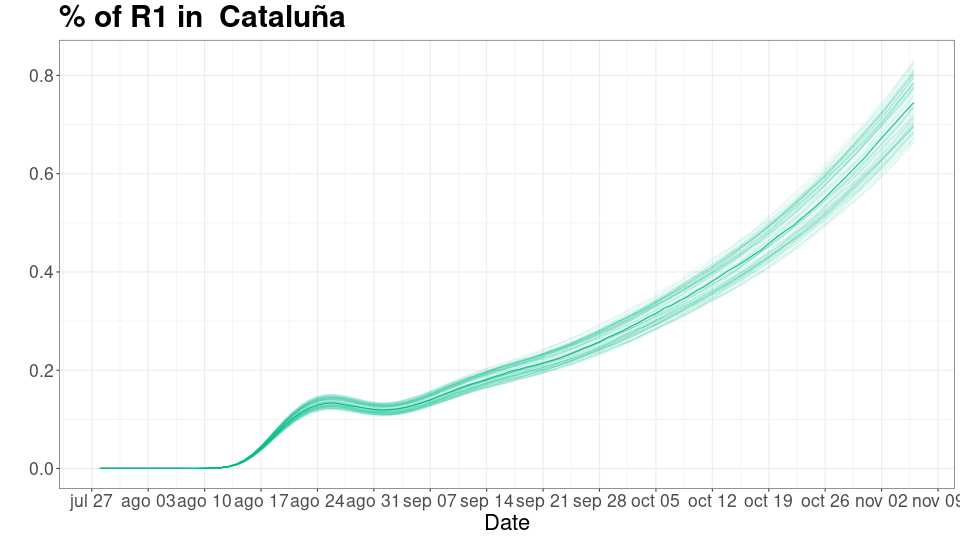 % of R1 in  Cataluña
0.8
0.6
0.4
0.2
0.0
jul 27 ago 03 ago 10 ago 17 ago 24 ago 31 sep 07 sep 14 sep 21 sep 28 oct 05 oct 12 oct 19 oct 26 nov 02 nov 09
Date